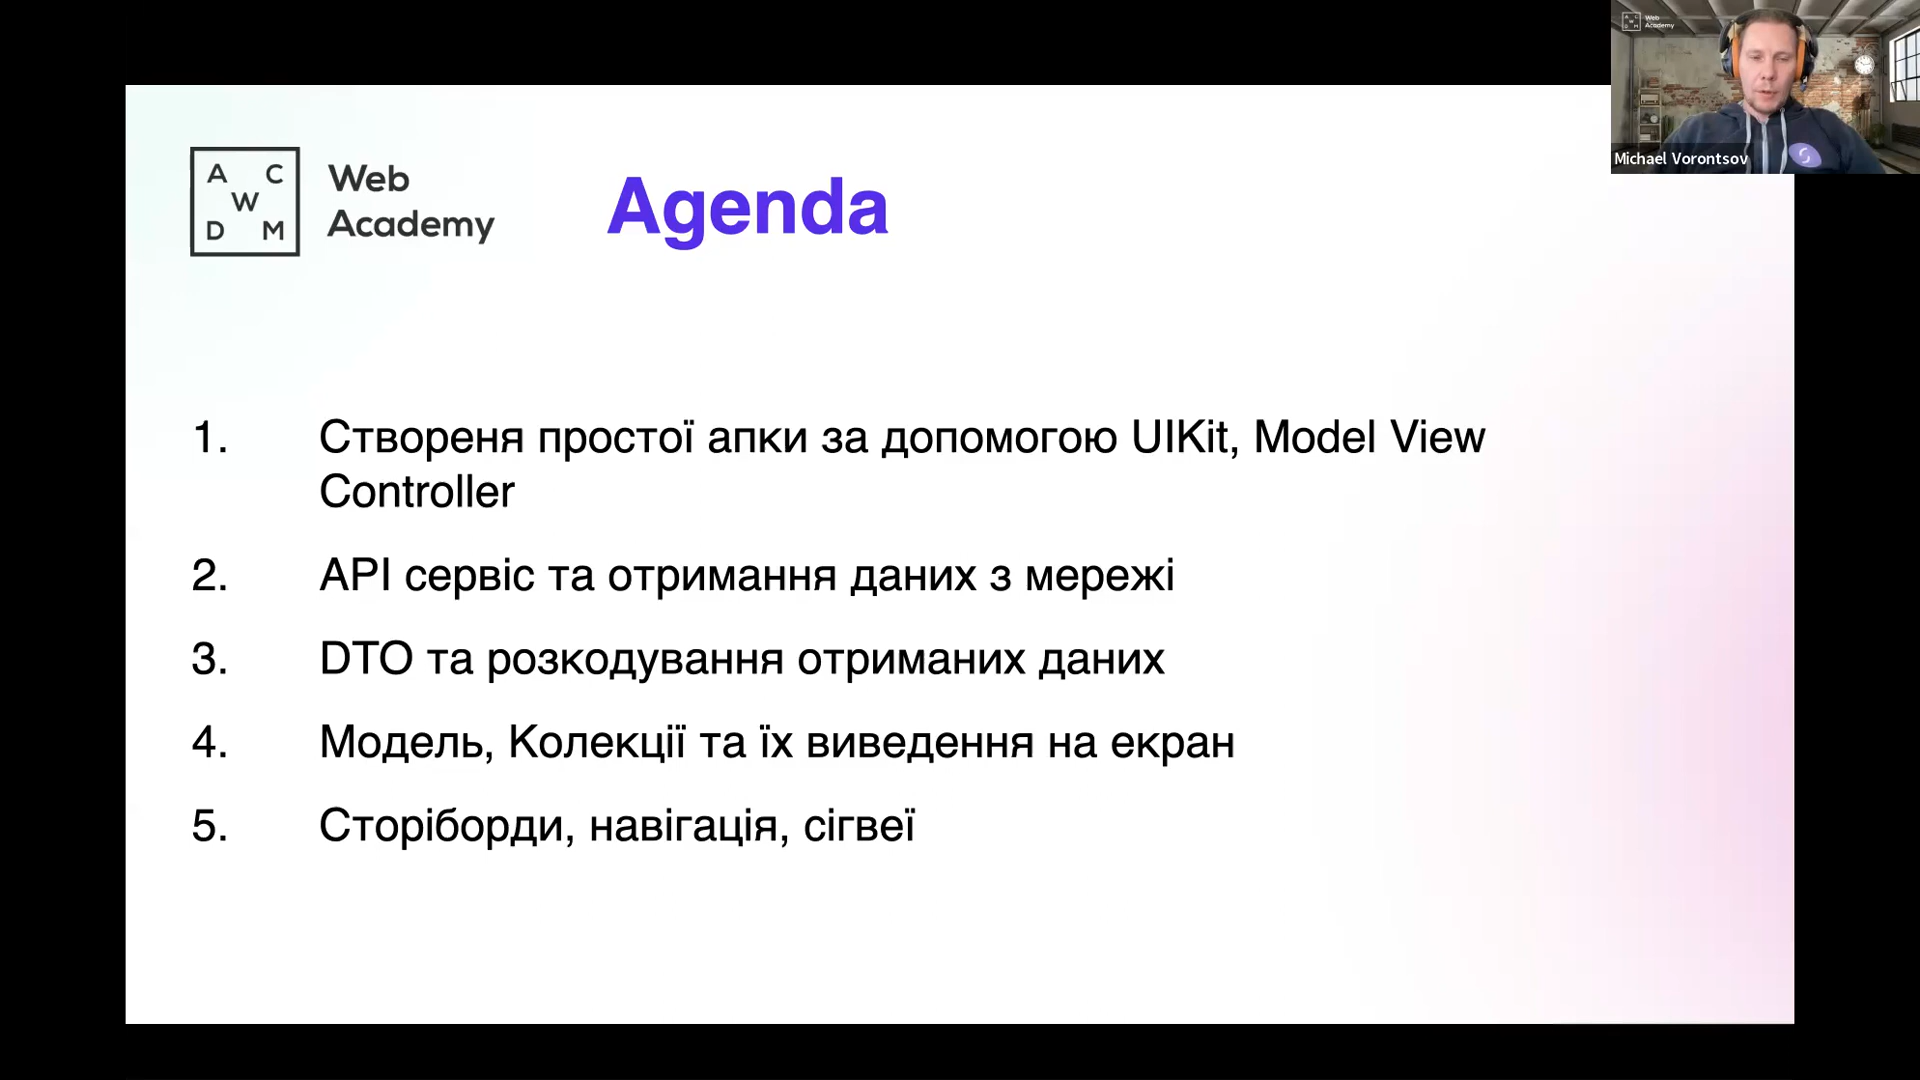 A C
W
D M
Web
Academy
Agenda
1. Створеня простої апки за допомогою UIKit, Model View
Controller
2. API сервіс та отримання даних з мережі
3. DTO та розкодування отриманих даних
4. Модель, Колекції та їх виведення на екран
5. Сторіборди, навігація, сігвеї
Web
Academy
Michael Vorontsov